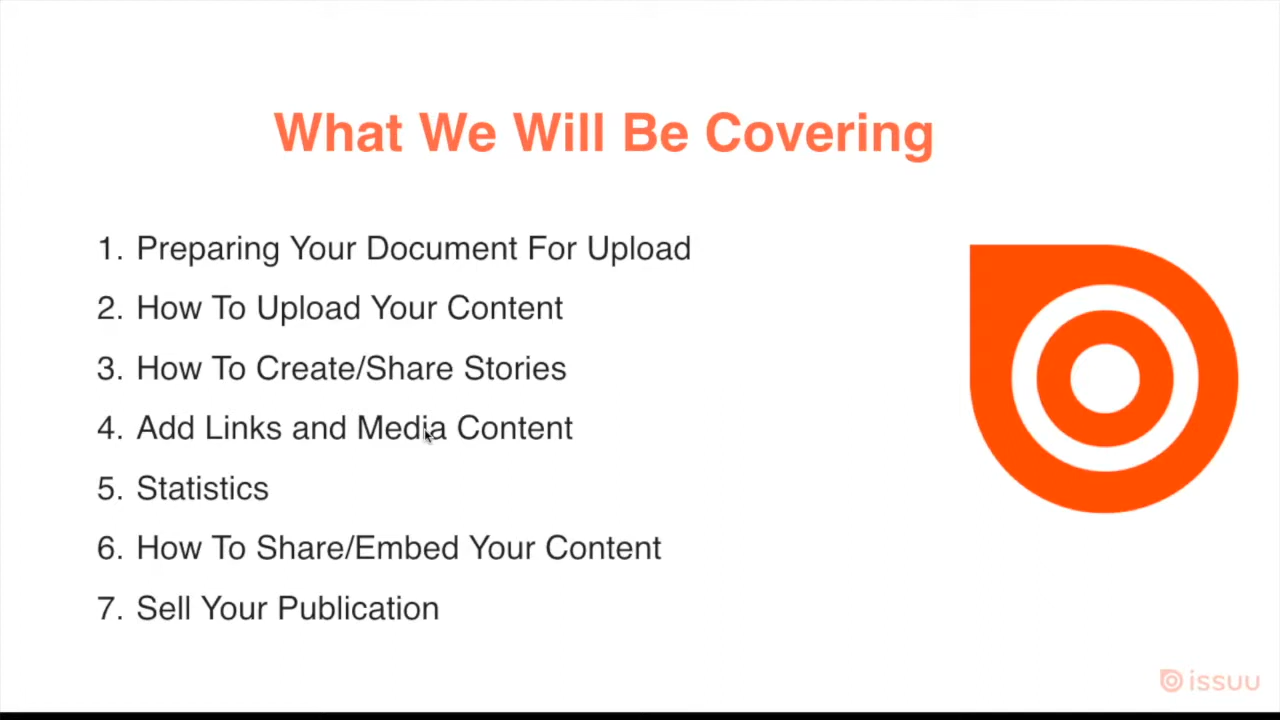 What We Will Be Covering
1. Preparing Your Document For Upload
2. How To Upload Your Content
3. How To Create/Share Stories
4. Add Links and Media Content
5. Statistics
6. How To Share/Embed Your Content
7. Sell Your Publication
issuu